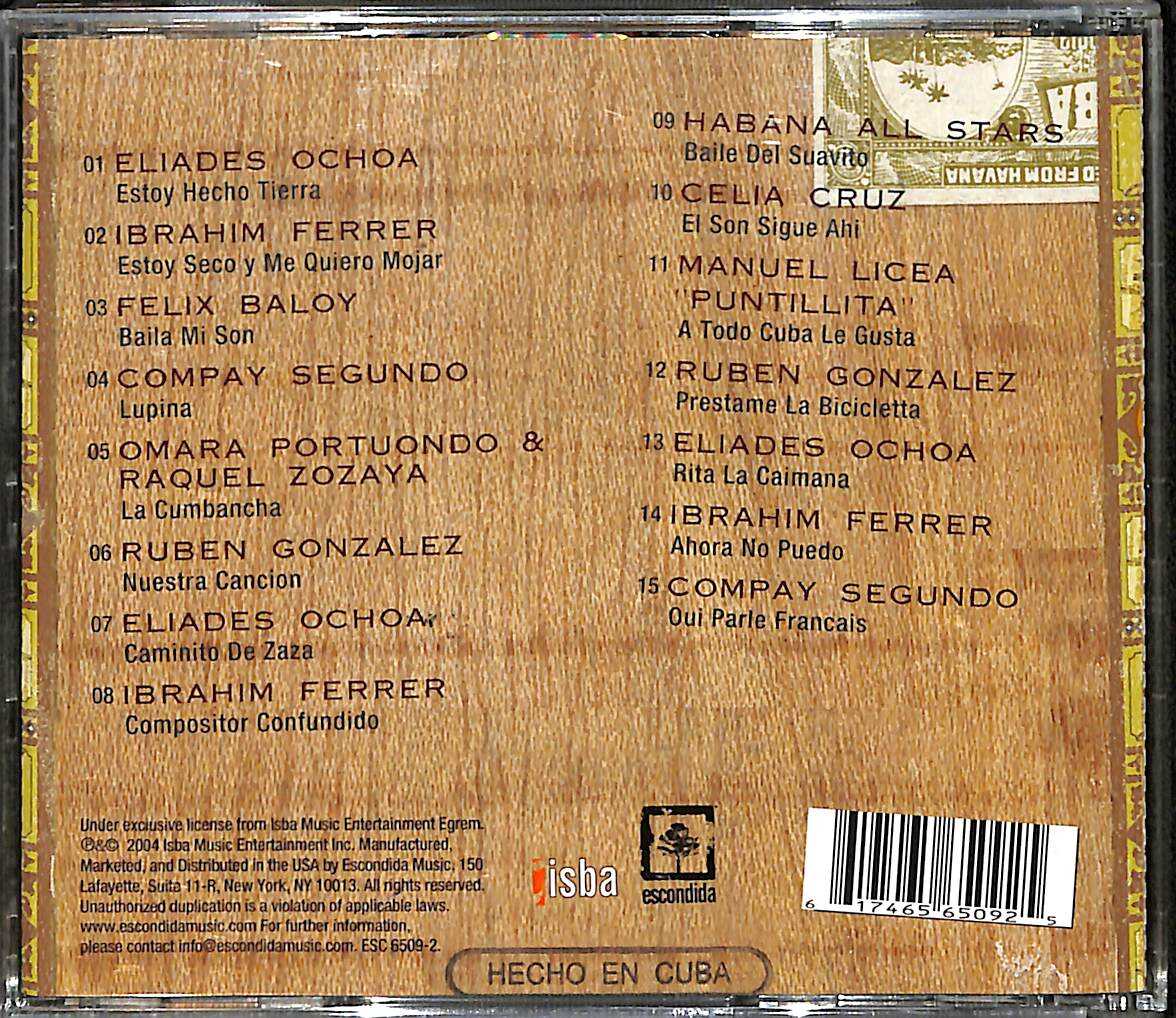 01 ELIADES OCHOA
Estoy Hecho Tierra
02 IBRAHIM FERRER
Estoy Seco y Me Quiero Mojar
03 FELIX BALOY
Baila Mi Son
04 COMPAY SEGUNDO
Lupina
05 OMARA PORTUONDO &
RAQUEL ZOZAYA
La Cumbancha
06 RUBEN GONZALEZ
Nuestra Cancion
07 ELIADES OCHOA
Caminito De Zaza
08 IBRAHIM FERRER
Compositor Confundido
09 HABANA ALL STARS
Baile Del Suavito
10 CELIA CRUZ
El Son Sigue Ahi
11 MANUEL LICEA
"PUNTILLITA"
A Todo Cuba Le Gusta
12 RUBEN GONZALEZ
Prestame La Bicicletta
13 ELIADES OCHOA
Rita La Caimana
14 IBRAHIM FERRER
Ahora No Puedo
15 COMPAY SEGUNDO
Oui Parle Francais
D FROM HAVANA
BA
Under exclusive license from Isba Music Entertainment Egrem.
℗&© 2004 Isba Music Entertainment Inc. Manufactured,
Marketed, and Distributed in the USA by Escondida Music, 150
Lafayette, Suita 11-R, New York, NY 10013. All rights reserved.
Unauthorized duplication is a violation of applicable laws.
www.escondidamusic.com For further information,
please contact info@escondidamusic.com. ESC 6509-2.
isba
escondida
6 17465 65092 5
HECHO EN CUBA